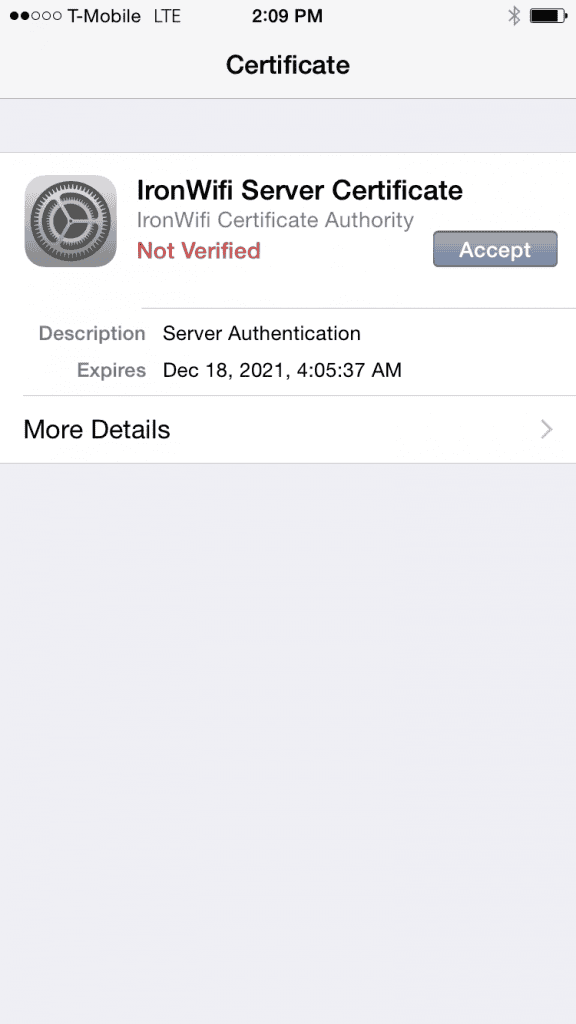 T-Mobile LTE 2:09 PM
Certificate
IronWifi Server Certificate
IronWifi Certificate Authority
Not Verified
Accept
Description Server Authentication
Expires Dec 18, 2021, 4:05:37 AM
More Details